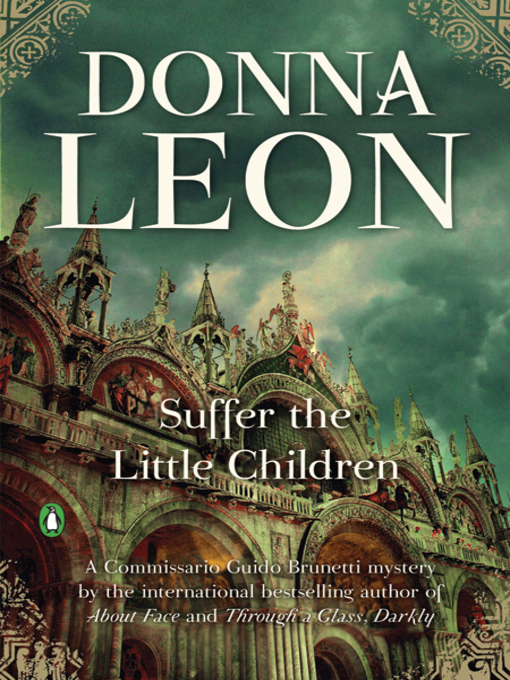 DONNA
LEON
Suffer the
Little Children
A Commissario Guido Brunetti mystery
by the international bestselling author of
About Face and Through a Glass, Darkly